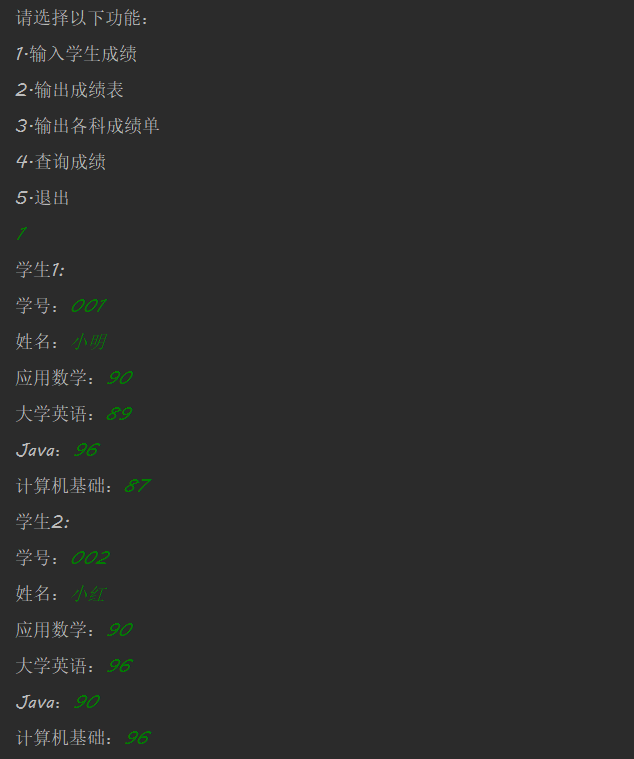 请选择以下功能：
1.输入学生成绩
2.输出成绩表
3.输出各科成绩单
4.查询成绩
5.退出
1
学生1:
学号：001
姓名：小明
应用数学：90
大学英语：89
Java：96
计算机基础：87
学生2:
学号：002
姓名：小红
应用数学：90
大学英语：96
Java：90
计算机基础：96